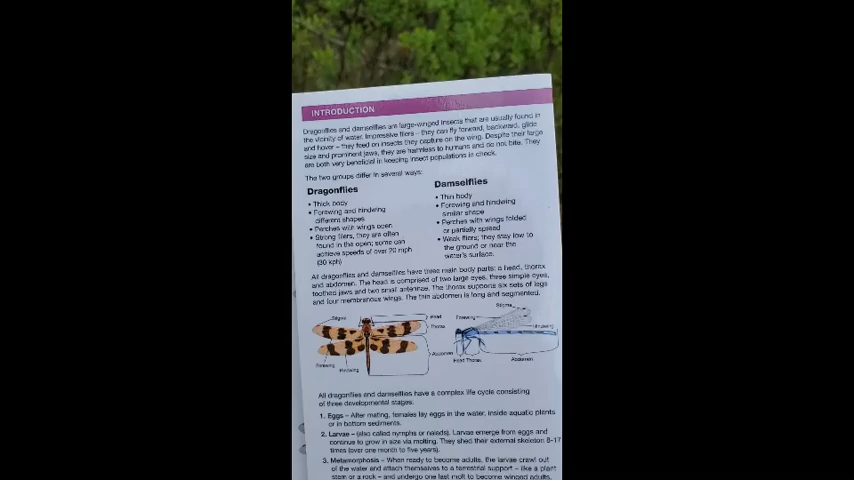 INTRODUCTION
Dragonflies and damselflies are large-winged insects that are usually found in
the vicinity of water. Impressive fliers – they can fly forward, backward, glide
and hover – they feed on insects they capture on the wing. Despite their large
size and prominent jaws, they are harmless to humans and do not bite. They
are both very beneficial in keeping insect populations in check.
The two groups differ in several ways:
Dragonflies
• Thick body
• Forewing and hindwing
different shapes
• Perches with wings open
• Strong fliers, they are often
found in the open; some can
achieve speeds of over 20 mph
(30 kph)
Damselflies
• Thin body
• Forewing and hindwing
similar shape
• Perches with wings folded
or partially spread
• Weak fliers; they stay low to
the ground or near the
water's surface.
All dragonflies and damselflies have three main body parts: a head, thorax
and abdomen. The head is comprised of two large eyes, three simple eyes,
toothed jaws and two small antennae. The thorax supports six sets of legs
and four membranous wings. The thin abdomen is long and segmented.
Stigma
Head
Thorax
Abdomen
Forewing
Hindwing
Stigma
Forewing
Hindwing
Head Thorax
Abdomen
All dragonflies and damselflies have a complex life cycle consisting
of three developmental stages:
1. Eggs – After mating, females lay eggs in the water, inside aquatic plants
or in bottom sediments.
2. Larvae – (also called nymphs or naiads). Larvae emerge from eggs and
continue to grow in size via molting. They shed their external skeleton 8-17
times (over one month to five years).
3. Metamorphosis – When ready to become adults, the larvae crawl out
of the water and attach themselves to a terrestrial support – like a plant
stem or a rock – and undergo one last molt to become winged adults.